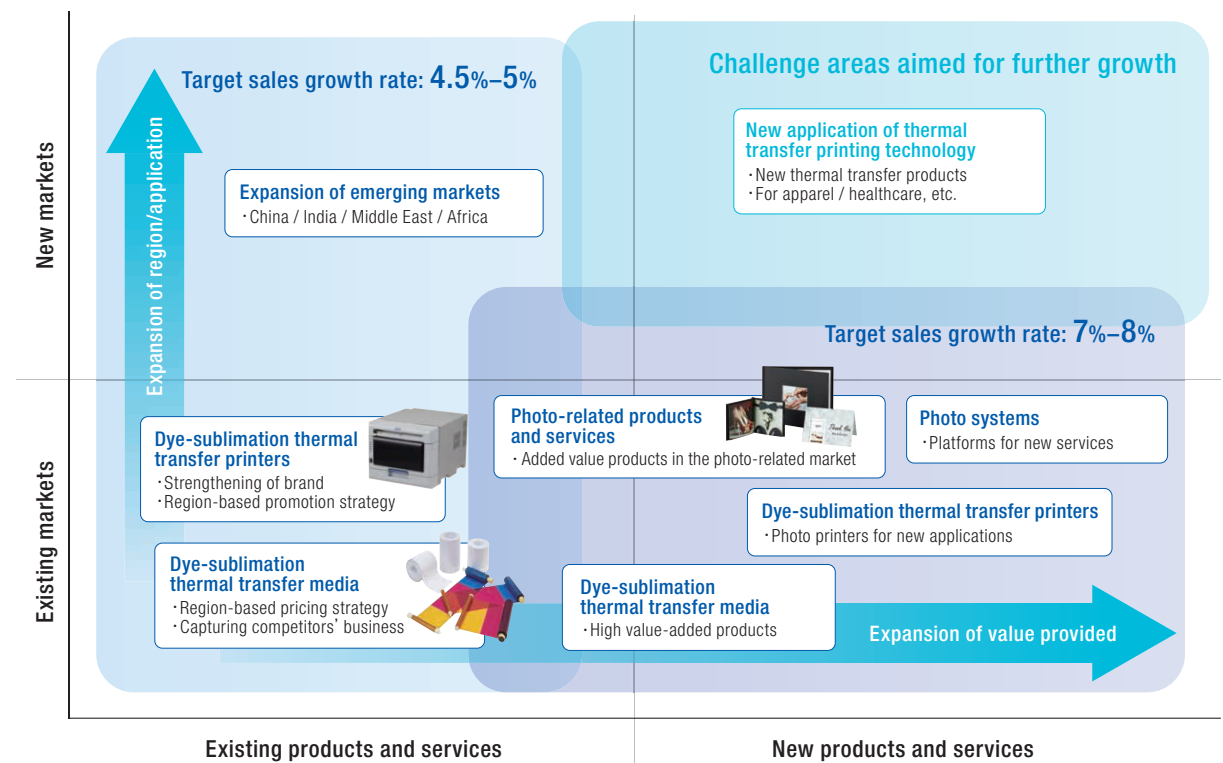 New markets
Existing markets
Expansion of region/application
Target sales growth rate: 4.5%–5%
Expansion of emerging markets
・China / India / Middle East / Africa
Challenge areas aimed for further growth
New application of thermal
transfer printing technology
・New thermal transfer products
・For apparel / healthcare, etc.
Target sales growth rate: 7%–8%
Dye-sublimation thermal
transfer printers
・Strengthening of brand
・Region-based promotion strategy
Dye-sublimation
thermal transfer media
・Region-based pricing strategy
・Capturing competitors’ business
Photo-related products
and services
・Added value products in the photo-related market
Thank You
Photo systems
・Platforms for new services
Dye-sublimation thermal transfer printers
・Photo printers for new applications
Dye-sublimation
thermal transfer media
・High value-added products
Expansion of value provided
Existing products and services
New products and services